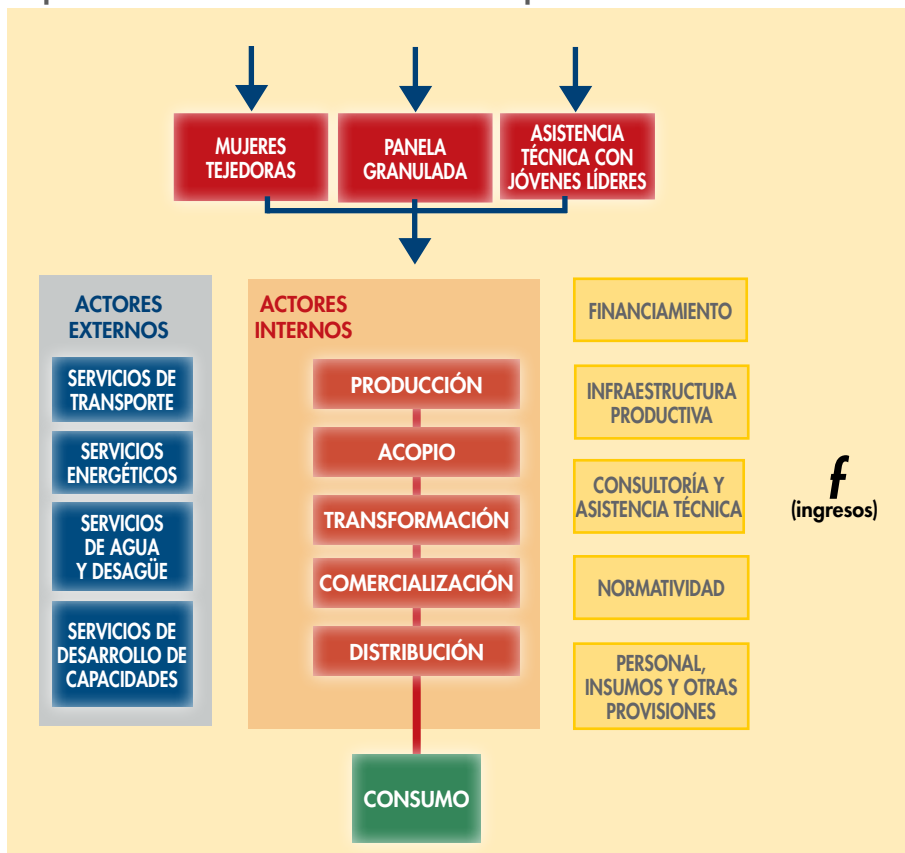 MUJERES
TEJEDORAS
PANELA
GRANULADA
ASISTENCIA
TÉCNICA CON
JÓVENES LÍDERES
ACTORES
EXTERNOS
SERVICIOS DE
TRANSPORTE
SERVICIOS
ENERGÉTICOS
SERVICIOS
DE AGUA
Y DESAGÜE
SERVICIOS DE
DESARROLLO DE
CAPACIDADES
ACTORES
INTERNOS
PRODUCCIÓN
ACOPIO
TRANSFORMACIÓN
COMERCIALIZACIÓN
DISTRIBUCIÓN
CONSUMO
FINANCIAMIENTO
INFRAESTRUCTURA
PRODUCTIVA
CONSULTORÍA Y
ASISTENCIA TÉCNICA
NORMATIVIDAD
PERSONAL,
INSUMOS Y OTRAS
PROVISIONES
f
(ingresos)